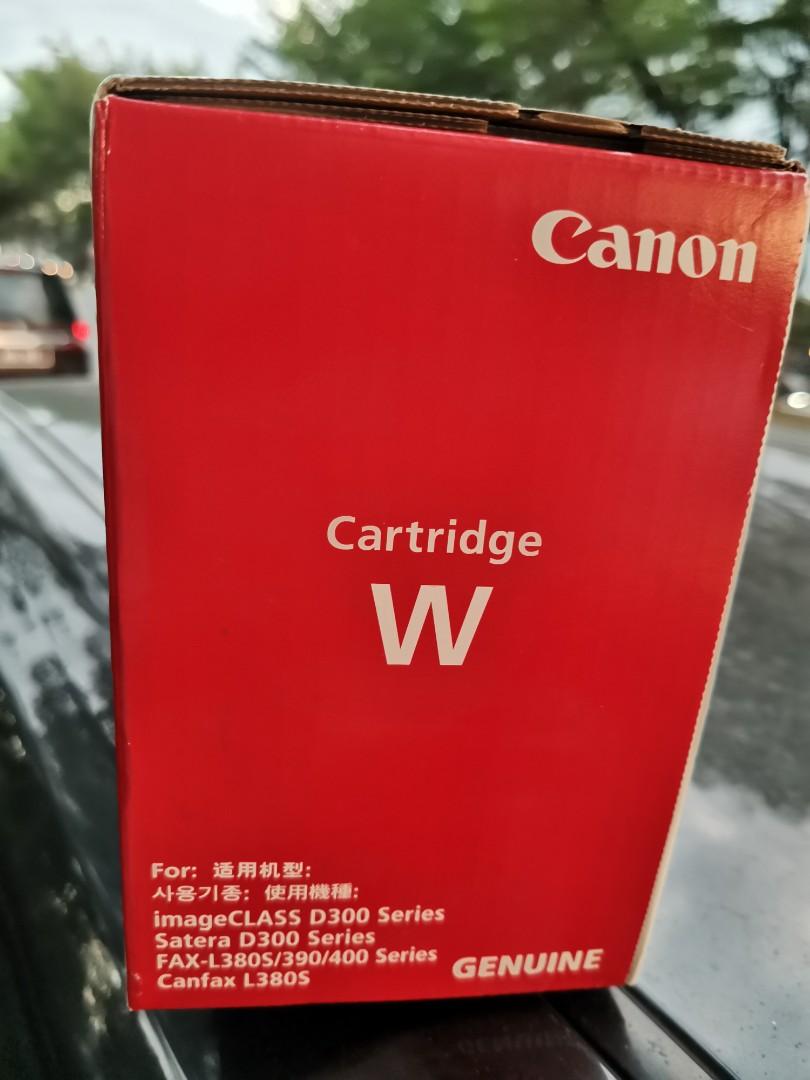 Canon
Cartridge
W
For: 适用机型:
사용기종: 使用機種:
imageCLASS D300 Series
Satera D300 Series
FAX-L380S/390/400 Series
Canfax L380S
GENUINE